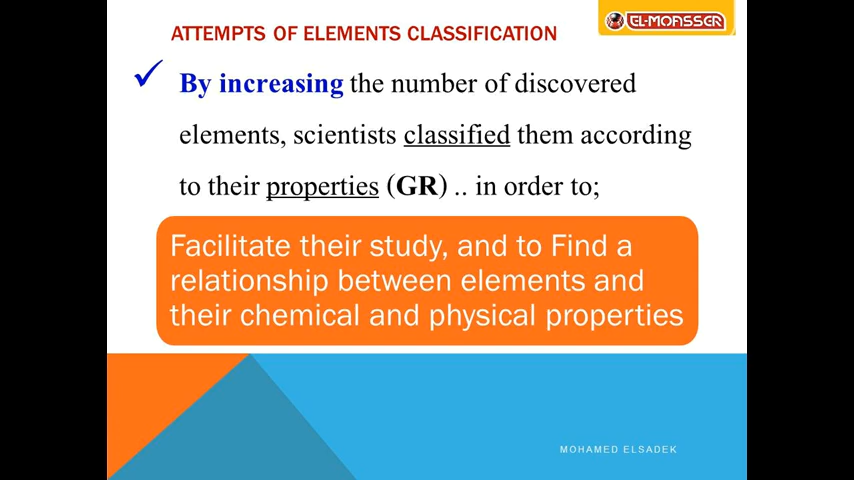 ATTEMPTS OF ELEMENTS CLASSIFICATION
EL-MOASSER
✓ By increasing the number of discovered
elements, scientists classified them according
to their properties (GR) .. in order to;
Facilitate their study, and to Find a
relationship between elements and
their chemical and physical properties
MOHAMED ELSADEK